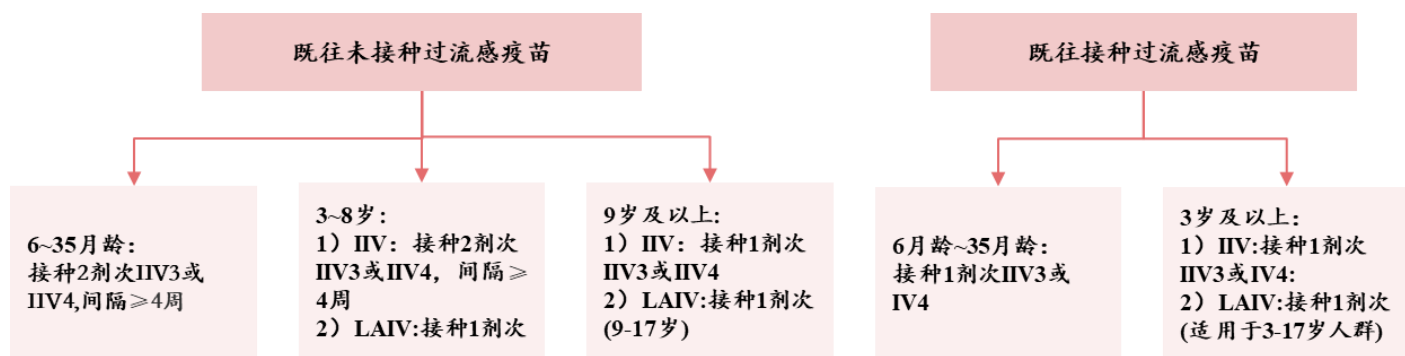 既往未接种过流感疫苗
既往接种过流感疫苗
6~35月龄：
接种2剂次IIV3或
IIV4,间隔≥4周
3~8岁：
1）IIV：接种2剂次
IIV3或IIV4，间隔≥
4周
2）LAIV:接种1剂次
9岁及以上：
1）IIV：接种1剂次
IIV3或IIV4
2）LAIV:接种1剂次
(9-17岁)
6月龄~35月龄：
接种1剂次IIV3或
IV4
3岁及以上：
1）IIV:接种1剂次
IIV3或IV4:
2）LAIV:接种1剂次
(适用于3-17岁人群)